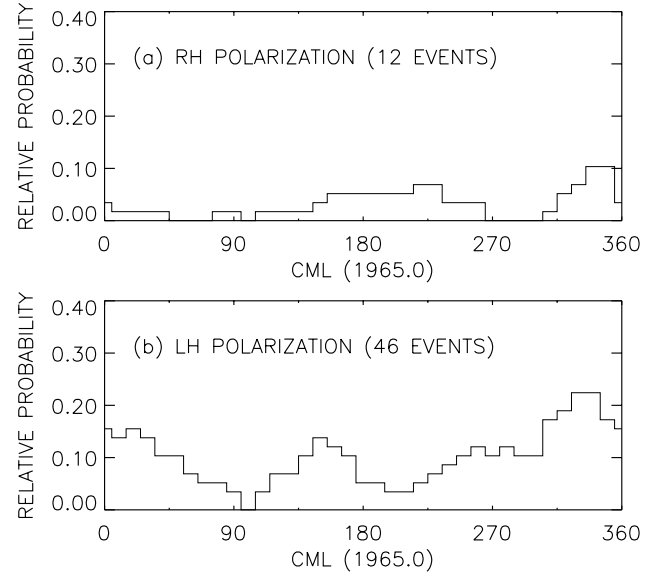 0.40
0.30
0.20
0.10
0.00
RELATIVE PROBABILITY
(a) RH POLARIZATION (12 EVENTS)
0 90 180 270 360
CML (1965.0)
0.40
0.30
0.20
0.10
0.00
RELATIVE PROBABILITY
(b) LH POLARIZATION (46 EVENTS)
0 90 180 270 360
CML (1965.0)